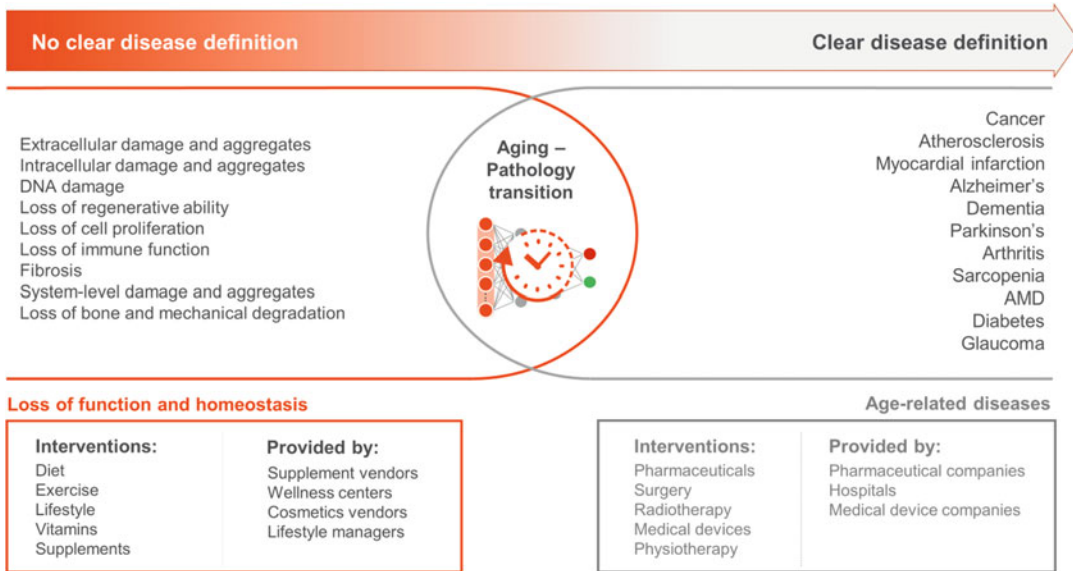 No clear disease definition
Clear disease definition
Extracellular damage and aggregates
Intracellular damage and aggregates
DNA damage
Loss of regenerative ability
Loss of cell proliferation
Loss of immune function
Fibrosis
System-level damage and aggregates
Loss of bone and mechanical degradation
Aging –
Pathology
transition
Cancer
Atherosclerosis
Myocardial infarction
Alzheimer's
Dementia
Parkinson's
Arthritis
Sarcopenia
AMD
Diabetes
Glaucoma
Loss of function and homeostasis
Interventions:
Diet
Exercise
Lifestyle
Vitamins
Supplements
Provided by:
Supplement vendors
Wellness centers
Cosmetics vendors
Lifestyle managers
Age-related diseases
Interventions:
Pharmaceuticals
Surgery
Radiotherapy
Medical devices
Physiotherapy
Provided by:
Pharmaceutical companies
Hospitals
Medical device companies